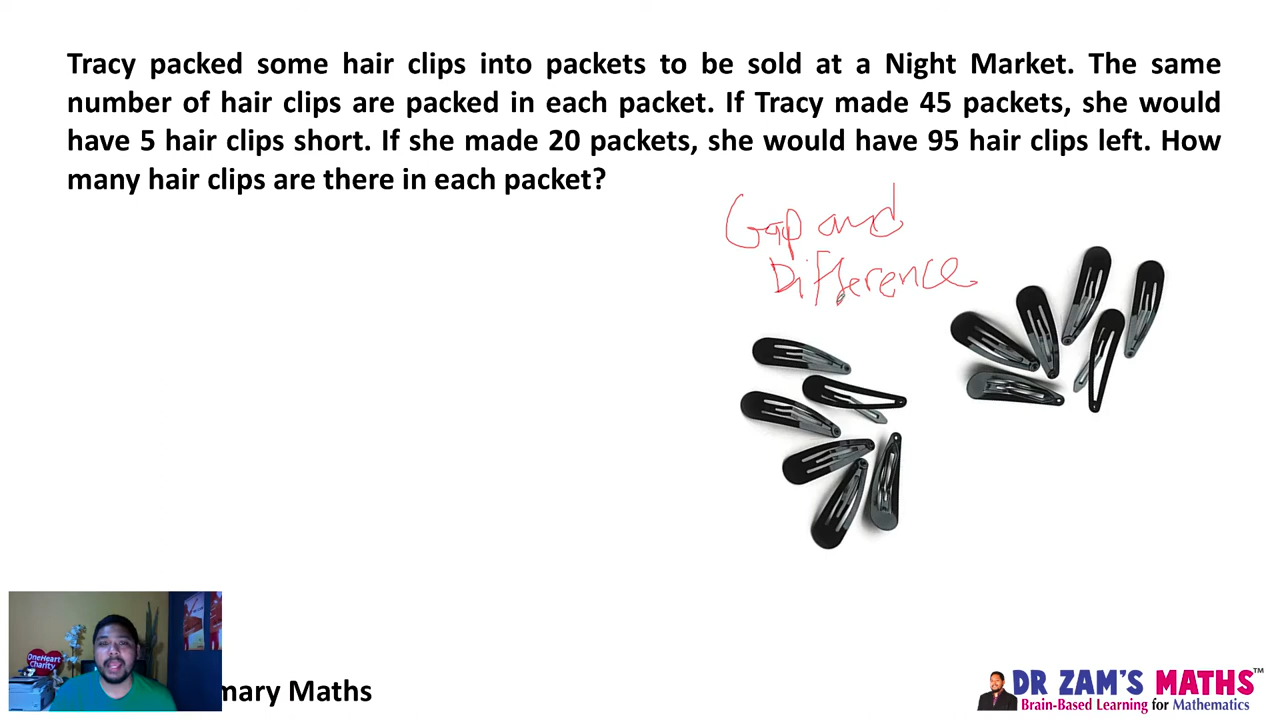 Tracy packed some hair clips into packets to be sold at a Night Market. The same
number of hair clips are packed in each packet. If Tracy made 45 packets, she would
have 5 hair clips short. If she made 20 packets, she would have 95 hair clips left. How
many hair clips are there in each packet?
Gap and
Difference
OneHeart
Charity
mary Maths
DR ZAM'S MATHS™
Brain-Based Learning for Mathematics